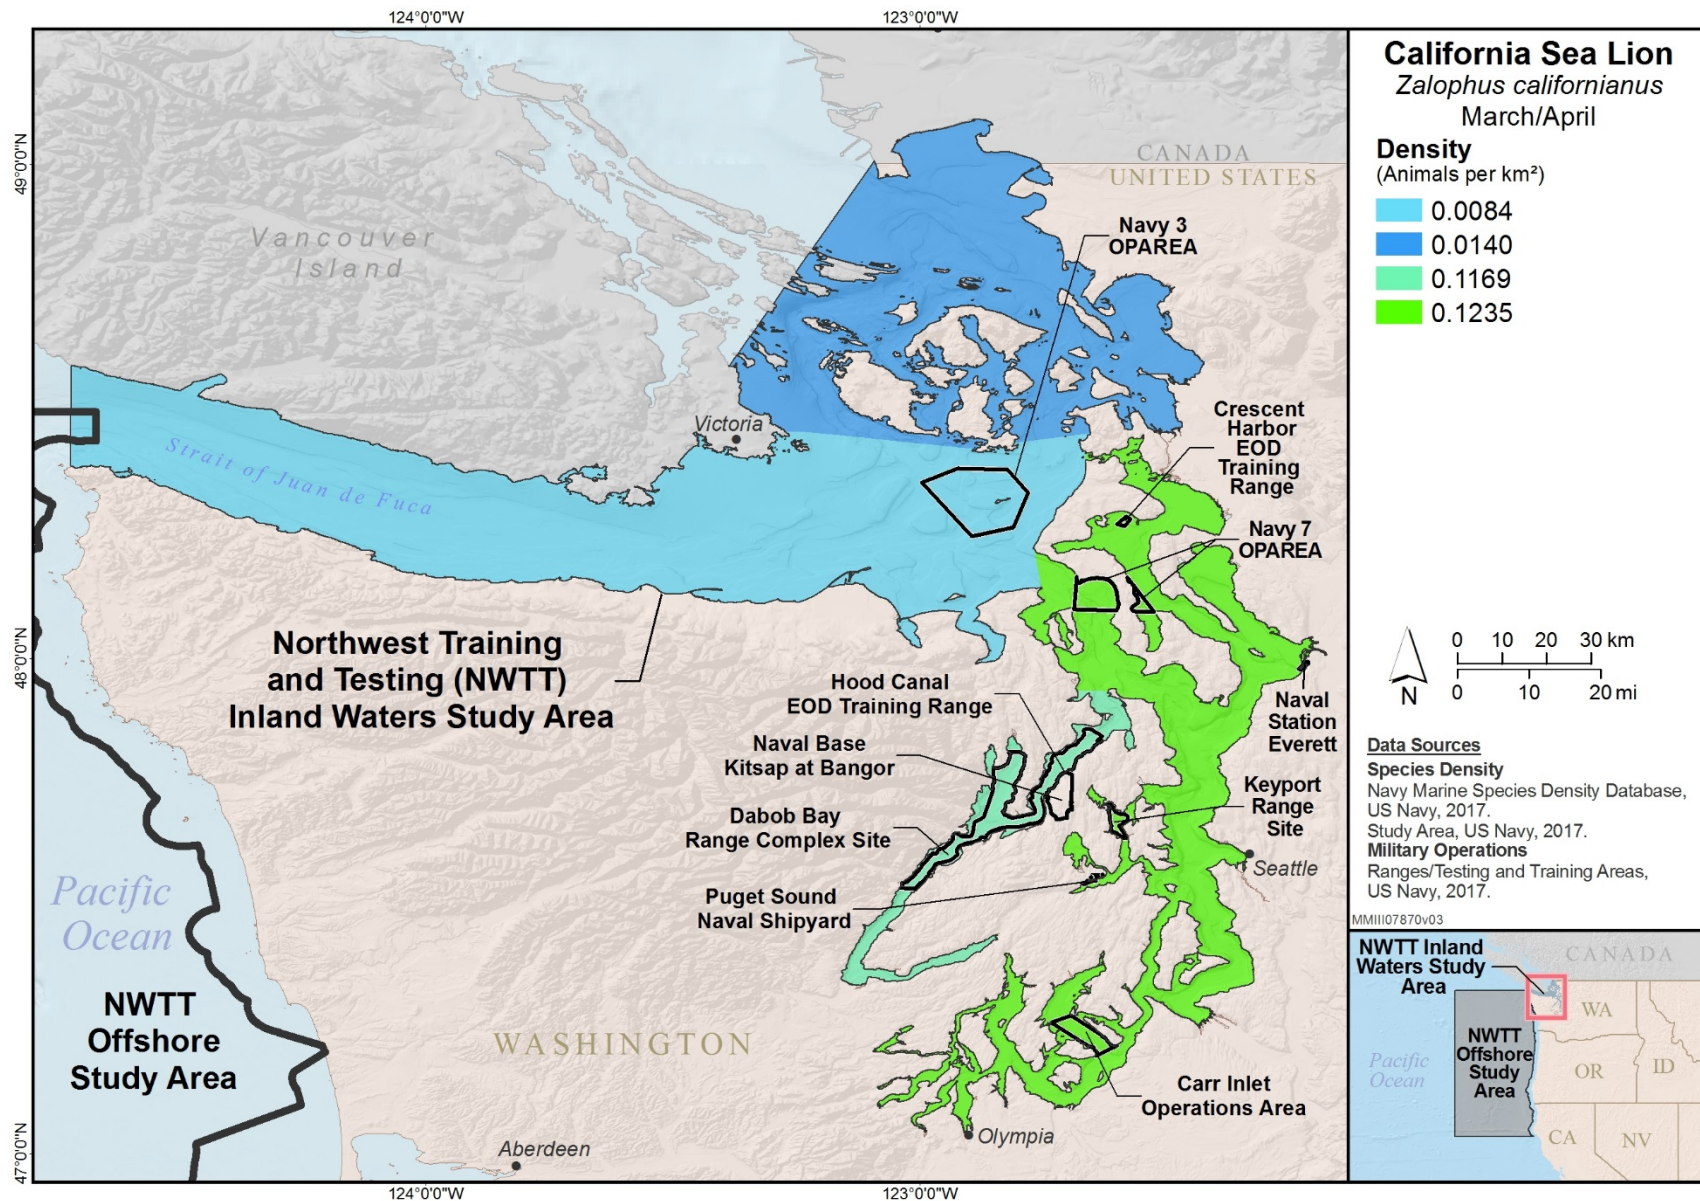 124°0'0"W
123°0'0"W
49°0'0"N
48°0'0"N
47°0'0"N
CANADA
UNITED STATES
Vancouver
Island
Navy 3
OPAREA
Victoria
Strait of Juan de Fuca
Crescent
Harbor
EOD
Training
Range
Navy 7
OPAREA
Northwest Training
and Testing (NWTT)
Inland Waters Study Area
Hood Canal
EOD Training Range
Naval Base
Kitsap at Bangor
Dabob Bay
Range Complex Site
Puget Sound
Naval Shipyard
Naval
Station
Everett
Keyport
Range
Site
Seattle
Pacific
Ocean
NWTT
Offshore
Study Area
WASHINGTON
Carr Inlet
Operations Area
Olympia
Aberdeen
124°0'0"W
123°0'0"W
California Sea Lion
Zalophus californianus
March/April
Density
(Animals per km²)
0.0084
0.0140
0.1169
0.1235
N
0 10 20 30 km
0 10 20 mi
Data Sources
Species Density
Navy Marine Species Density Database,
US Navy, 2017.
Study Area, US Navy, 2017.
Military Operations
Ranges/Testing and Training Areas,
US Navy, 2017.
MMIII07870v03
NWTT Inland
Waters Study
Area
CANADA
WA
NWTT
Offshore
Study
Area
Pacific
Ocean
OR
ID
CA
NV